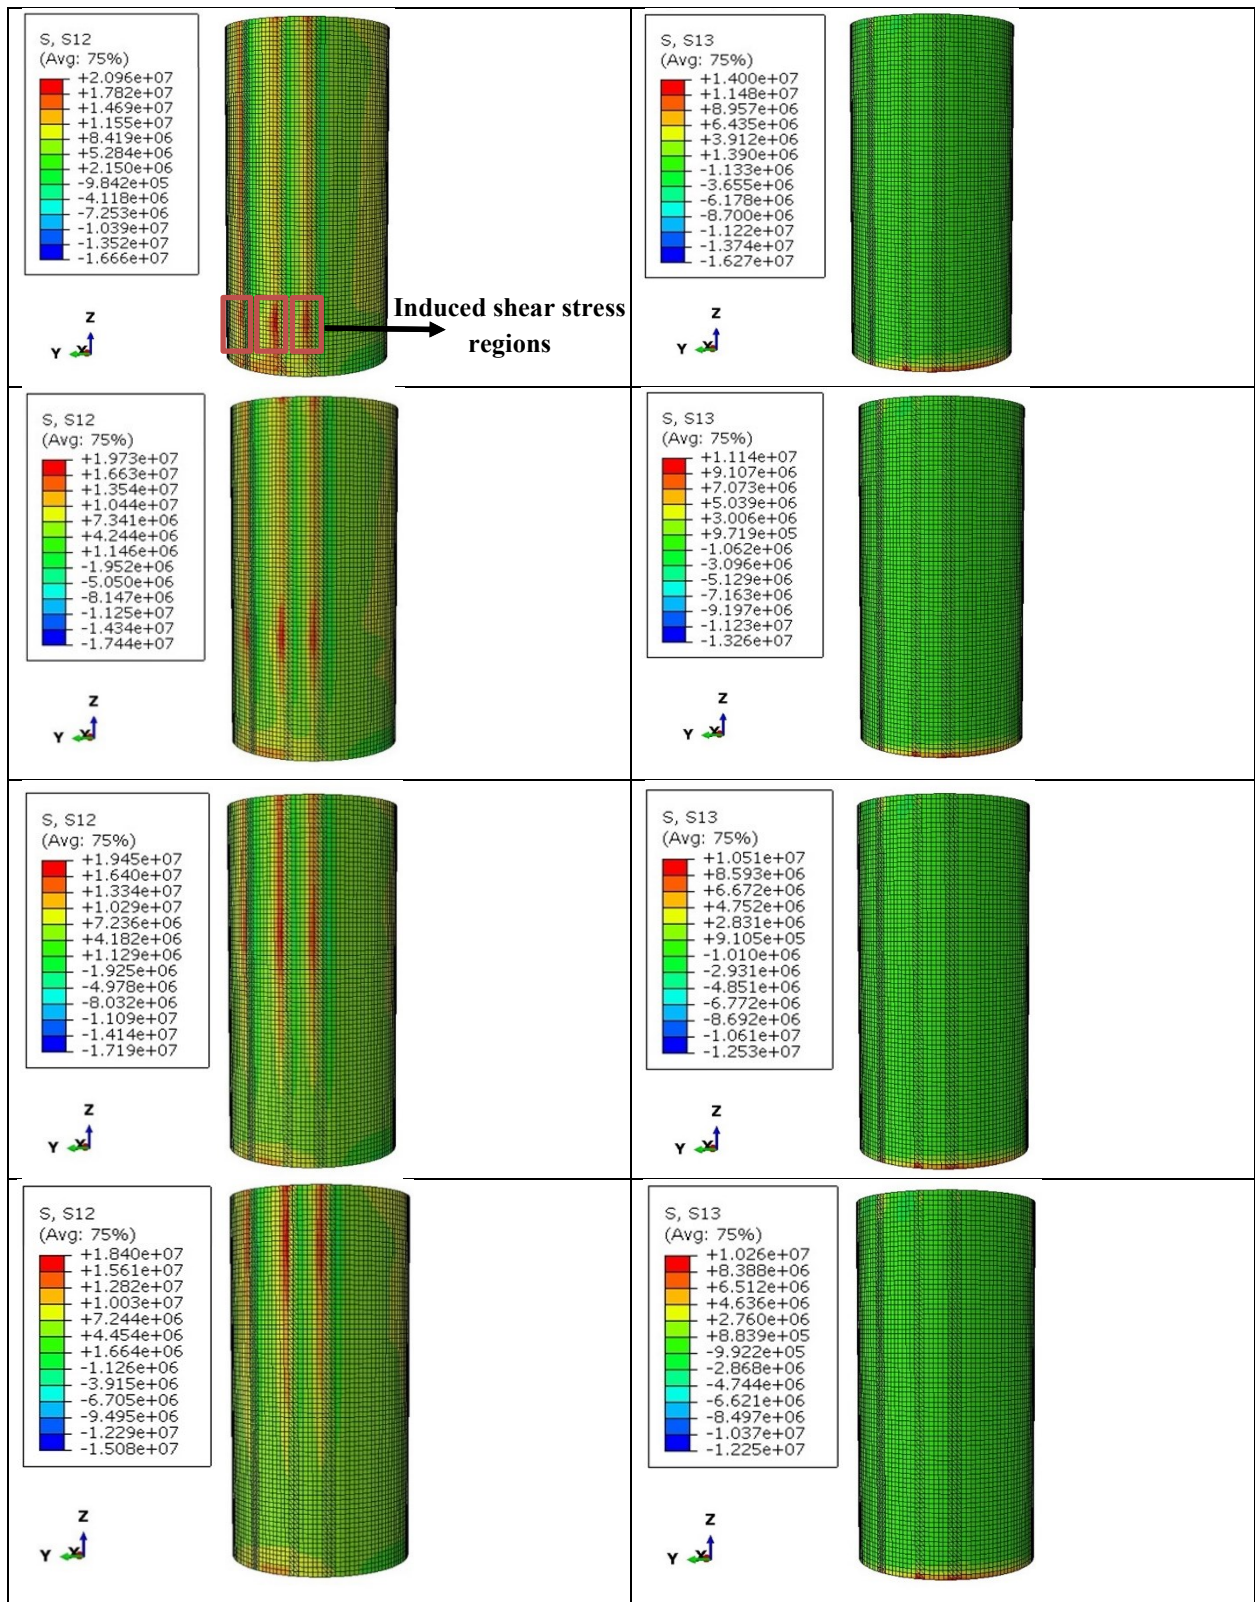 S, S12
(Avg: 75%)
+2.096e+07
+1.782e+07
+1.469e+07
+1.155e+07
+8.419e+06
+5.284e+06
+2.150e+06
-9.842e+05
-4.118e+06
-7.253e+06
-1.039e+07
-1.352e+07
-1.666e+07
Z
Y
X
Induced shear stress
regions
S, S13
(Avg: 75%)
+1.400e+07
+1.148e+07
+8.957e+06
+6.435e+06
+3.912e+06
+1.390e+06
-1.133e+06
-3.655e+06
-6.178e+06
-8.700e+06
-1.122e+07
-1.374e+07
-1.627e+07
Z
Y
X
S, S12
(Avg: 75%)
+1.973e+07
+1.663e+07
+1.354e+07
+1.044e+07
+7.341e+06
+4.244e+06
+1.146e+06
-1.952e+06
-5.050e+06
-8.147e+06
-1.125e+07
-1.434e+07
-1.744e+07
Z
Y
X
S, S13
(Avg: 75%)
+1.114e+07
+9.107e+06
+7.073e+06
+5.039e+06
+3.006e+06
+9.719e+05
-1.062e+06
-3.096e+06
-5.129e+06
-7.163e+06
-9.197e+06
-1.123e+07
-1.326e+07
Z
Y
X
S, S12
(Avg: 75%)
+1.945e+07
+1.640e+07
+1.334e+07
+1.029e+07
+7.236e+06
+4.182e+06
+1.129e+06
-1.925e+06
-4.978e+06
-8.032e+06
-1.109e+07
-1.414e+07
-1.719e+07
Z
Y
X
S, S13
(Avg: 75%)
+1.051e+07
+8.593e+06
+6.672e+06
+4.752e+06
+2.831e+06
+9.105e+05
-1.010e+06
-2.931e+06
-4.851e+06
-6.772e+06
-8.692e+06
-1.061e+07
-1.253e+07
Z
Y
X
S, S12
(Avg: 75%)
+1.840e+07
+1.561e+07
+1.282e+07
+1.003e+07
+7.244e+06
+4.454e+06
+1.664e+06
-1.126e+06
-3.915e+06
-6.705e+06
-9.495e+06
-1.229e+07
-1.508e+07
Z
Y
X
S, S13
(Avg: 75%)
+1.026e+07
+8.388e+06
+6.512e+06
+4.636e+06
+2.760e+06
+8.839e+05
-9.922e+05
-2.868e+06
-4.744e+06
-6.621e+06
-8.497e+06
-1.037e+07
-1.225e+07
Z
Y
X